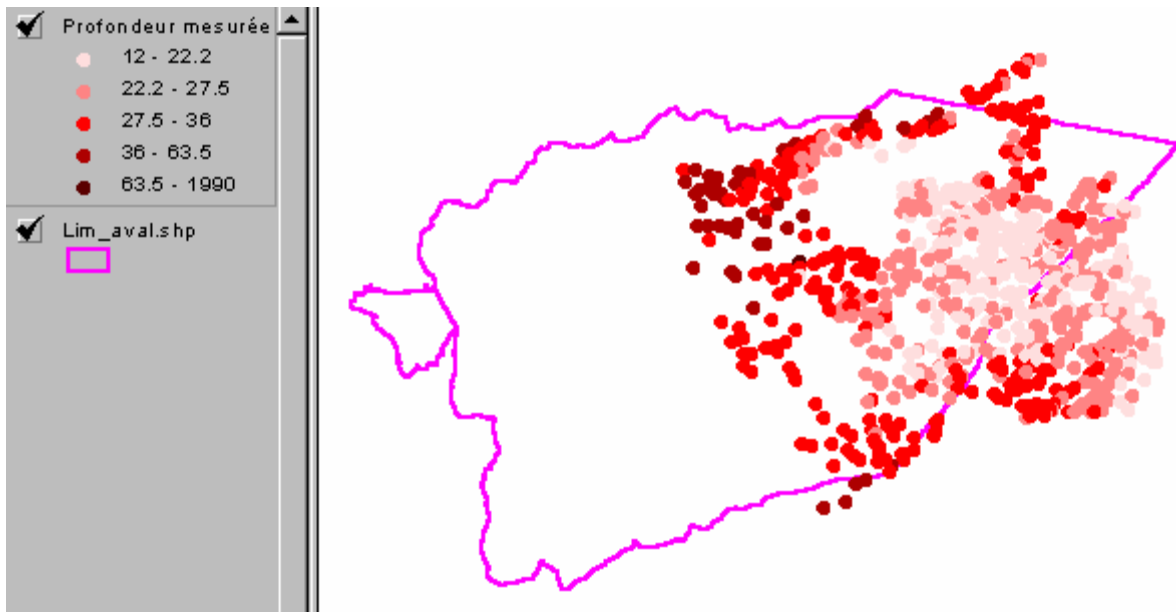 Profondeur mesurée
12 - 22.2
22.2 - 27.5
27.5 - 36
36 - 63.5
63.5 - 1990
Lim_aval.shp